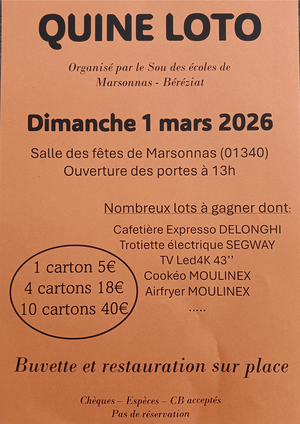 QUINE LOTO
Organisé par le Sou des écoles de
Marsonnas - Béréziat
Dimanche 1 mars 2026
Salle des fêtes de Marsonnas (01340)
Ouverture des portes à 13h
Nombreux lots à gagner dont:
Cafetière Expresso DELONGHI
Trotiette électrique SEGWAY
TV Led4K 43’’
Cookéo MOULINEX
Airfryer MOULINEX
.....
1 carton 5€
4 cartons 18€
10 cartons 40€
Buvette et restauration sur place
Chèques – Espèces – CB acceptés
Pas de réservation